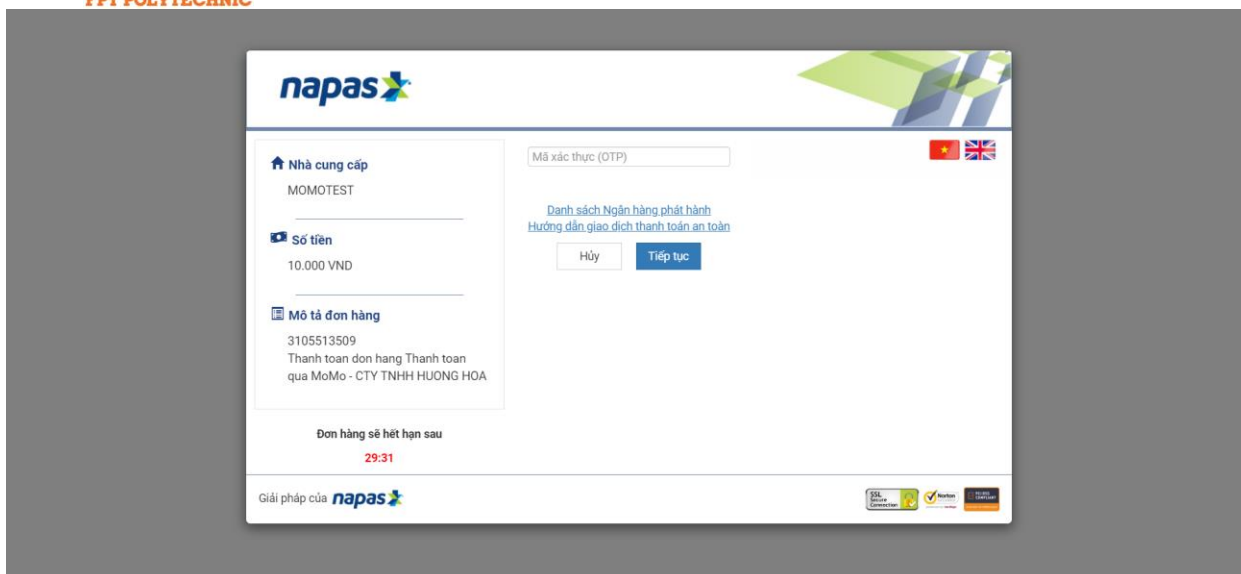 FPT POLYTECHNIC
napas
Nhà cung cấp
MOMOTEST
Số tiền
10.000 VND
Mô tả đơn hàng
3105513509
Thanh toan don hang Thanh toan
qua MoMo - CTY TNHH HUONG HOA
Đơn hàng sẽ hết hạn sau
29:31
Mã xác thực (OTP)
Danh sách Ngân hàng phát hành
Hướng dẫn giao dịch thanh toán an toàn
Hủy
Tiếp tục
Giải pháp của napas
SSL
Secure
Connection
Norton